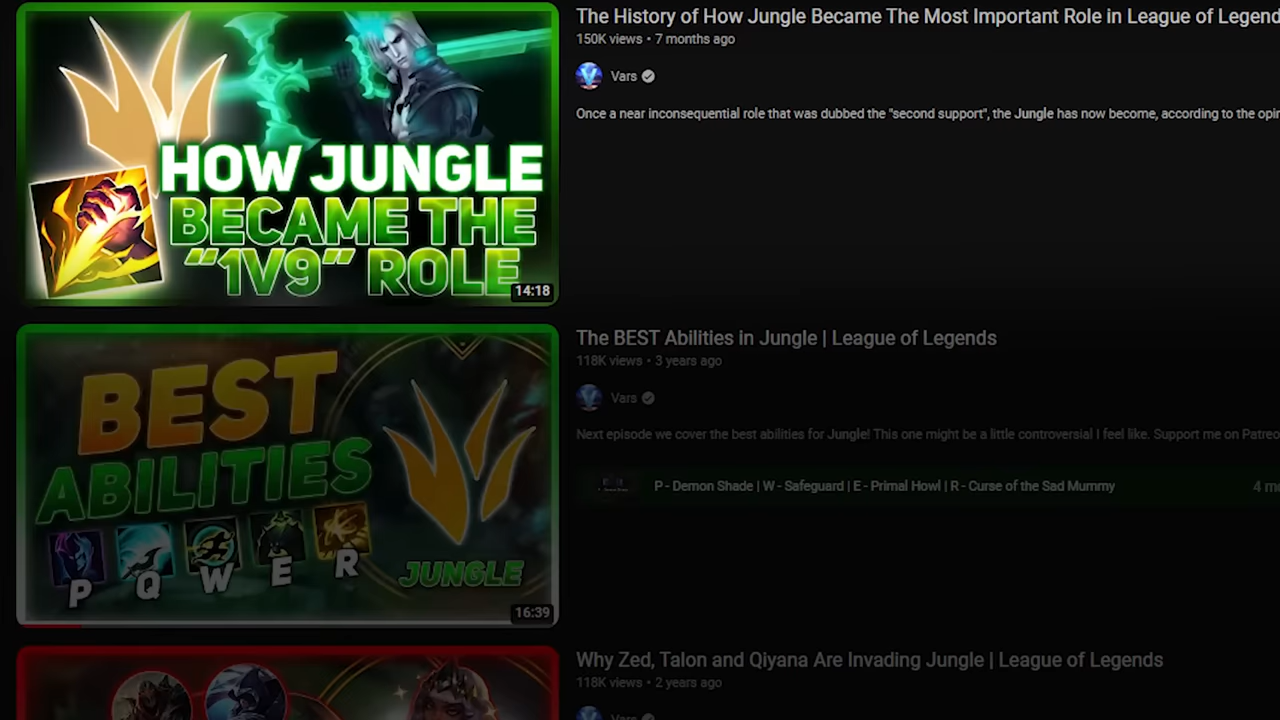 HOW JUNGLE
BECAME THE
"1V9" ROLE
14:18
The History of How Jungle Became The Most Important Role in League of Legend
150K views • 7 months ago
Vars
Once a near inconsequential role that was dubbed the "second support", the Jungle has now become, according to the opin
BEST
ABILITIES
P Q W E R
JUNGLE
16:39
The BEST Abilities in Jungle | League of Legends
118K views • 3 years ago
Vars
Next episode we cover the best abilities for Jungle! This one might be a little controversial I feel like. Support me on Patreo
P - Demon Shade | W - Safeguard | E - Primal Howl | R - Curse of the Sad Mummy
4 m
Why Zed, Talon and Qiyana Are Invading Jungle | League of Legends
118K views • 2 years ago
Vars